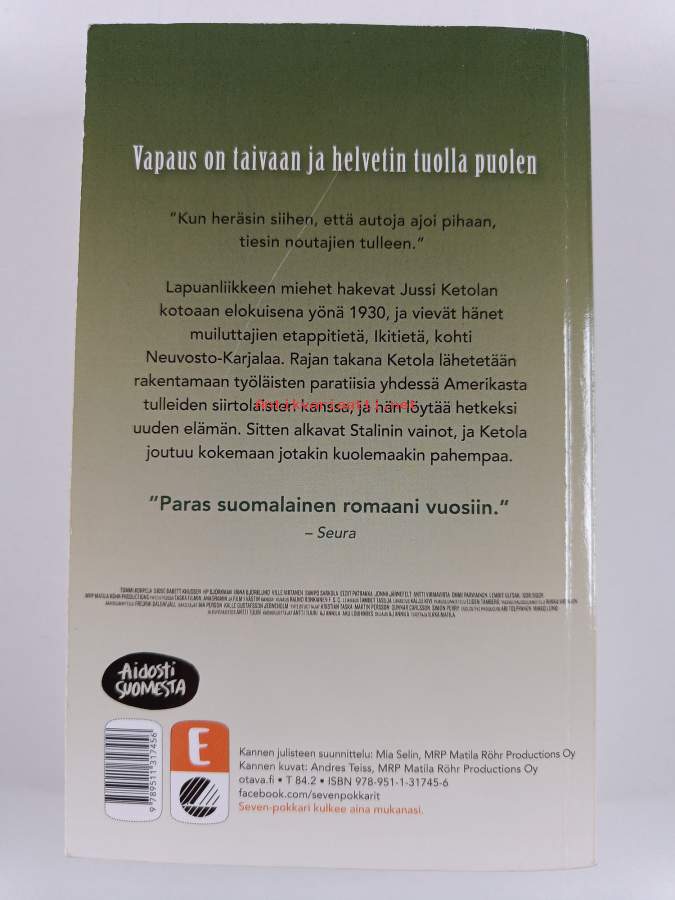 Vapaus on taivaan ja helvetin tuolla puolen
”Kun heräsin siihen, että autoja ajoi pihaan,
tiesin noutajien tulleen.”
Lapuanliikkeen miehet hakevat Jussi Ketolan
kotoaan elokuisena yönä 1930, ja vievät hänet
muiluttajien etappitietä, Ikitietä, kohti
Neuvosto-Karjalaa. Rajan takana Ketola lähetetään
rakentamaan työläisten paratiisia yhdessä Amerikasta
tulleiden siirtolaisten kanssa, ja hän löytää hetkeksi
uuden elämän. Sitten alkavat Stalinin vainot, ja Ketola
joutuu kokemaan jotakin kuolemaakin pahempaa.
”Paras suomalainen romaani vuosiin.”
– Seura
Aidosti
SUOMESTA
E
9 789511 317456
Kannen julisteen suunnittelu: Mia Selin, MRP Matila Röhr Productions Oy
Kannen kuvat: Andres Teiss, MRP Matila Röhr Productions Oy
otava.fi • T 84.2 • ISBN 978-951-1-31745-6
facebook.com/sevenpokkarit
Seven-pokkari kulkee aina mukanasi.